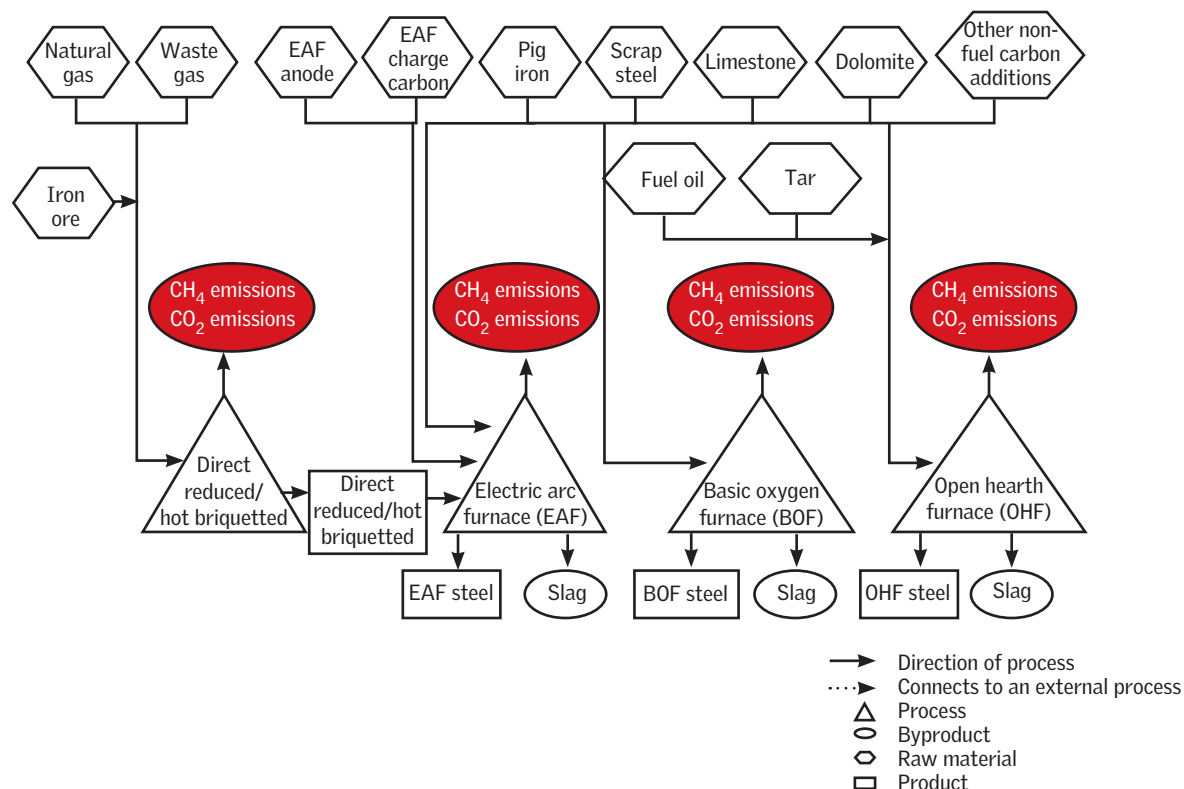 Natural
gas
Waste
gas
EAF
anode
EAF
charge
carbon
Pig
iron
Scrap
steel
Limestone
Dolomite
Other non-
fuel carbon
additions
Iron
ore
Fuel oil
Tar
CH4 emissions
CO2 emissions
CH4 emissions
CO2 emissions
CH4 emissions
CO2 emissions
CH4 emissions
CO2 emissions
Direct
reduced/
hot briquetted
Direct
reduced/hot
briquetted
Electric arc
furnace (EAF)
Basic oxygen
furnace (BOF)
Open hearth
furnace (OHF)
EAF steel
Slag
BOF steel
Slag
OHF steel
Slag
Direction of process
Connects to an external process
Process
Byproduct
Raw material
Product